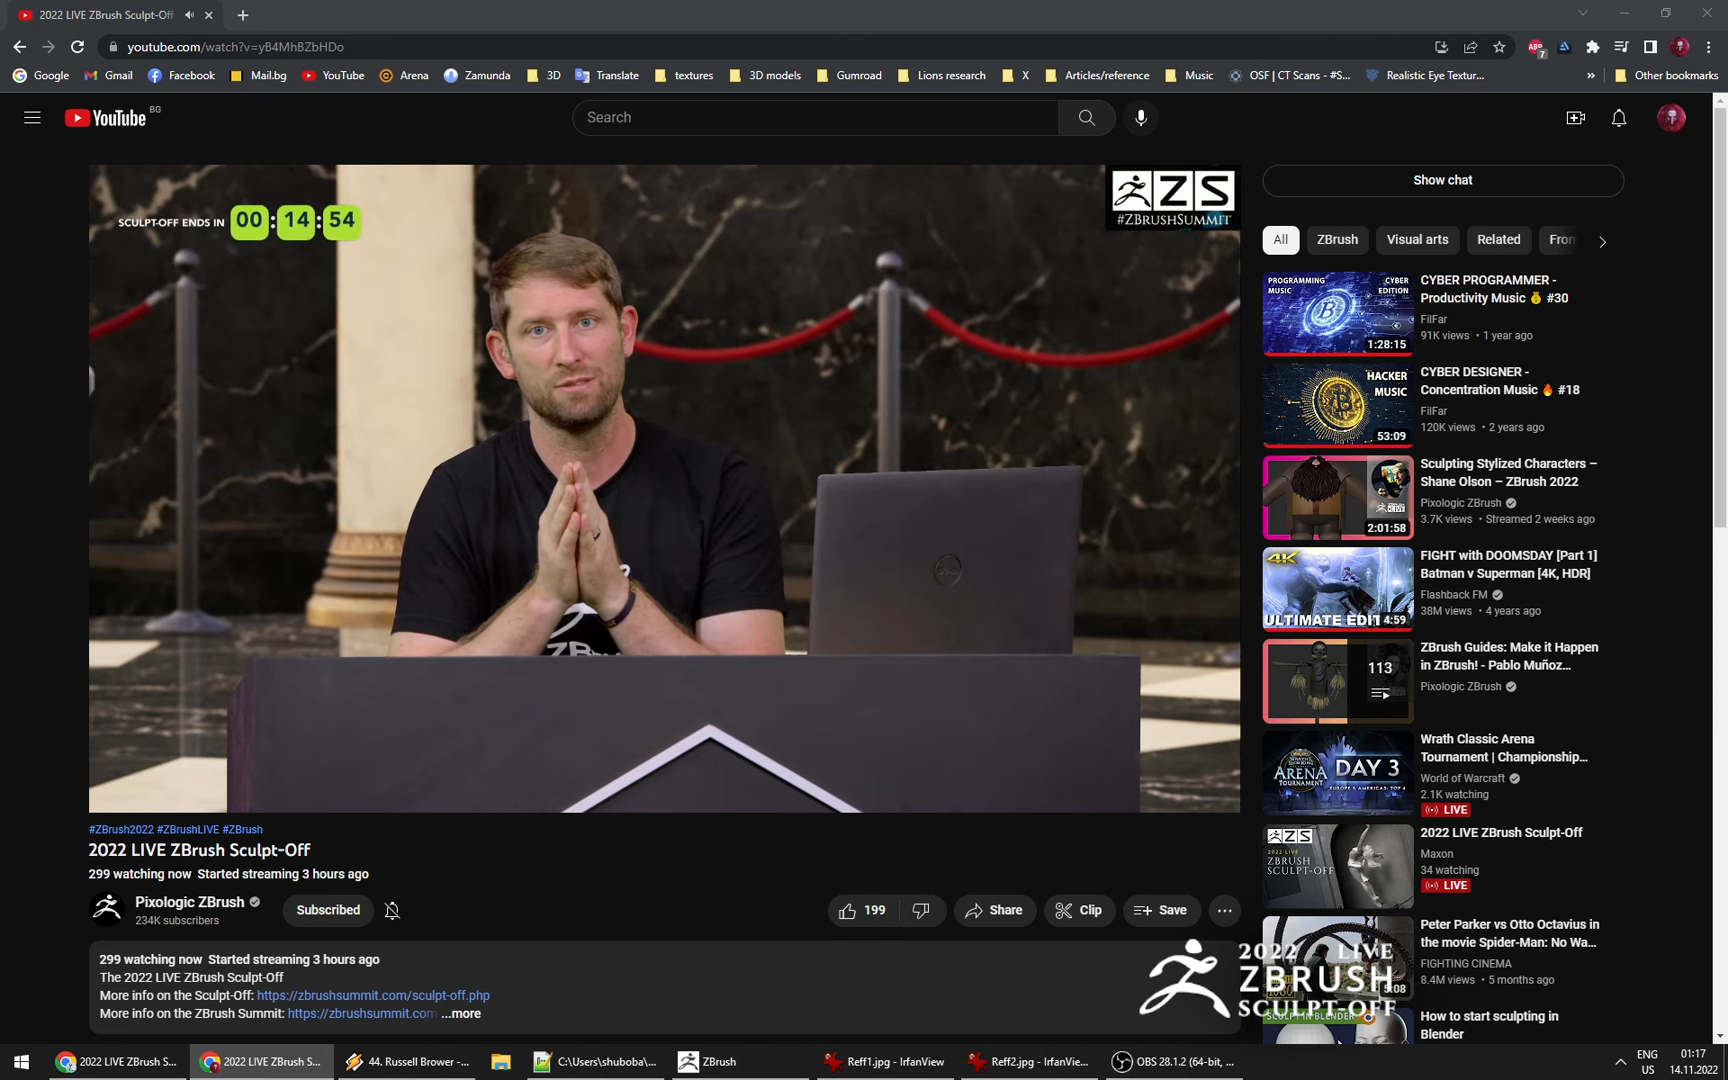 2022 LIVE ZBrush Sculpt-Off
youtube.com/watch?v=yB4MhBZbHDo
ABP
7
Google
Gmail
Facebook
Mail.bg
YouTube
Arena
Zamunda
3D
Translate
textures
3D models
Gumroad
Lions research
X
Articles/reference
Music
OSF | CT Scans - #S...
Realistic Eye Textur...
»
Other bookmarks
YouTube
BG
Search
SCULPT-OFF ENDS IN 00:14:54
ZS
#ZBRUSHSUMMIT
#ZBrush2022 #ZBrushLIVE #ZBrush
2022 LIVE ZBrush Sculpt-Off
299 watching now Started streaming 3 hours ago
Pixologic ZBrush
234K subscribers
Subscribed
199
Share
Clip
Save
299 watching now Started streaming 3 hours ago
The 2022 LIVE ZBrush Sculpt-Off
More info on the Sculpt-Off: https://zbrushsummit.com/sculpt-off.php
More info on the ZBrush Summit: https://zbrushsummit.com ...more
Show chat
All
ZBrush
Visual arts
Related
From
PROGRAMMING MUSIC
CYBER EDITION
1:28:15
CYBER PROGRAMMER -
Productivity Music 💰 #30
FilFar
91K views • 1 year ago
HACKER
MUSIC
53:09
CYBER DESIGNER -
Concentration Music 🔥 #18
FilFar
120K views • 2 years ago
2:01:58
Sculpting Stylized Characters –
Shane Olson – ZBrush 2022
Pixologic ZBrush
3.7K views • Streamed 2 weeks ago
4K
ULTIMATE EDIT
4:59
FIGHT with DOOMSDAY [Part 1]
Batman v Superman [4K, HDR]
Flashback FM
38M views • 4 years ago
113
ZBrush Guides: Make it Happen
in ZBrush! - Pablo Muñoz...
Pixologic ZBrush
ARENA
TOURNAMENT
DAY 3
EUROPE & AMERICAS: TOP 4
Wrath Classic Arena
Tournament | Championship...
World of Warcraft
2.1K watching
LIVE
ZS
2022 LIVE
ZBRUSH
SCULPT-OFF
2022 LIVE ZBrush Sculpt-Off
Maxon
34 watching
LIVE
5:08
Peter Parker vs Otto Octavius in
the movie Spider-Man: No Wa...
FIGHTING CINEMA
8.4M views • 5 months ago
SCULPT IN BLENDER
How to start sculpting in
Blender
2022 LIVE
ZBRUSH
SCULPT-OFF
2022 LIVE ZBrush S...
2022 LIVE ZBrush S...
44. Russell Brower -...
C:\Users\shuboba\...
ZBrush
Reff1.jpg - IrfanView
Reff2.jpg - IrfanVie...
OBS 28.1.2 (64-bit, ...
ENG
US
01:17
14.11.2022